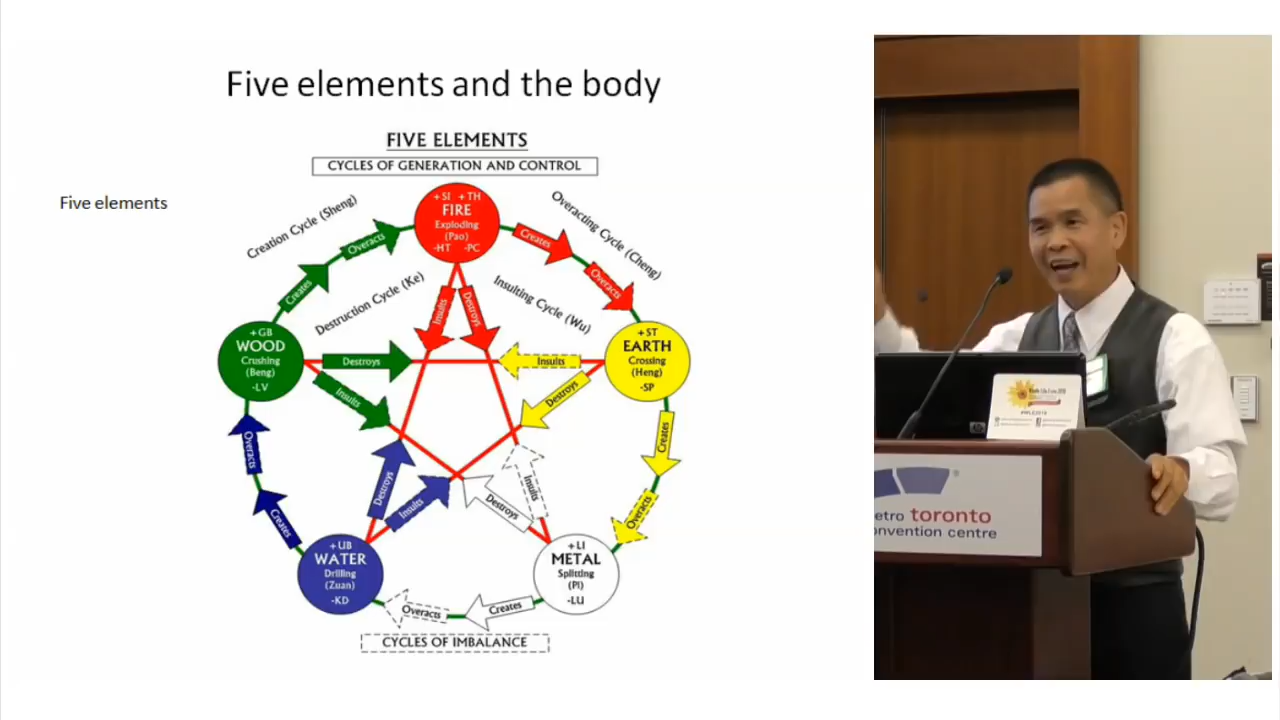 Five elements and the body
FIVE ELEMENTS
CYCLES OF GENERATION AND CONTROL
Five elements
Creation Cycle (Sheng)
Overacting Cycle (Cheng)
Destruction Cycle (Ke)
Insulting Cycle (Wu)
+SI +TH
FIRE
Exploding
(Pao)
-HT -PC
Creates
Overacts
Insults
Destroys
Creates
Overacts
+GB
WOOD
Crushing
(Beng)
-LV
Destroys
Insults
+ST
EARTH
Crossing
(Heng)
-SP
Insults
Destroys
Creates
Overacts
Overacts
Creates
Destroys
Insults
Destroys
Insults
+UB
WATER
Drilling
(Zuan)
-KD
+LI
METAL
Splitting
(Pi)
-LU
Overacts
Creates
CYCLES OF IMBALANCE
etro toronto
onvention centre